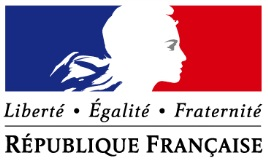 Liberté • Égalité • Fraternité
RÉPUBLIQUE FRANÇAISE